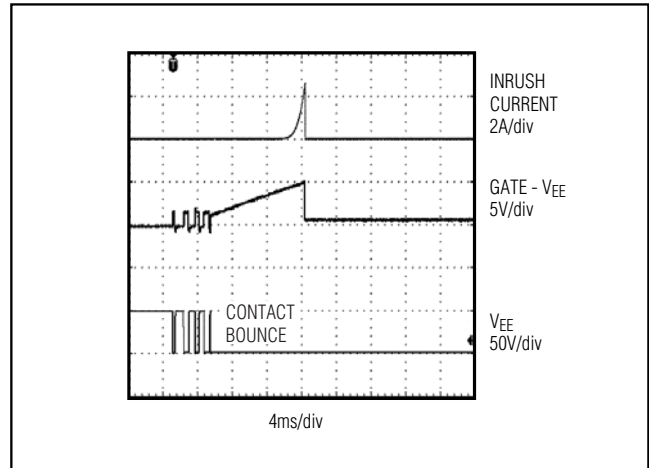 INRUSH
CURRENT
2A/div
GATE - VEE
5V/div
CONTACT
BOUNCE
VEE
50V/div
4ms/div